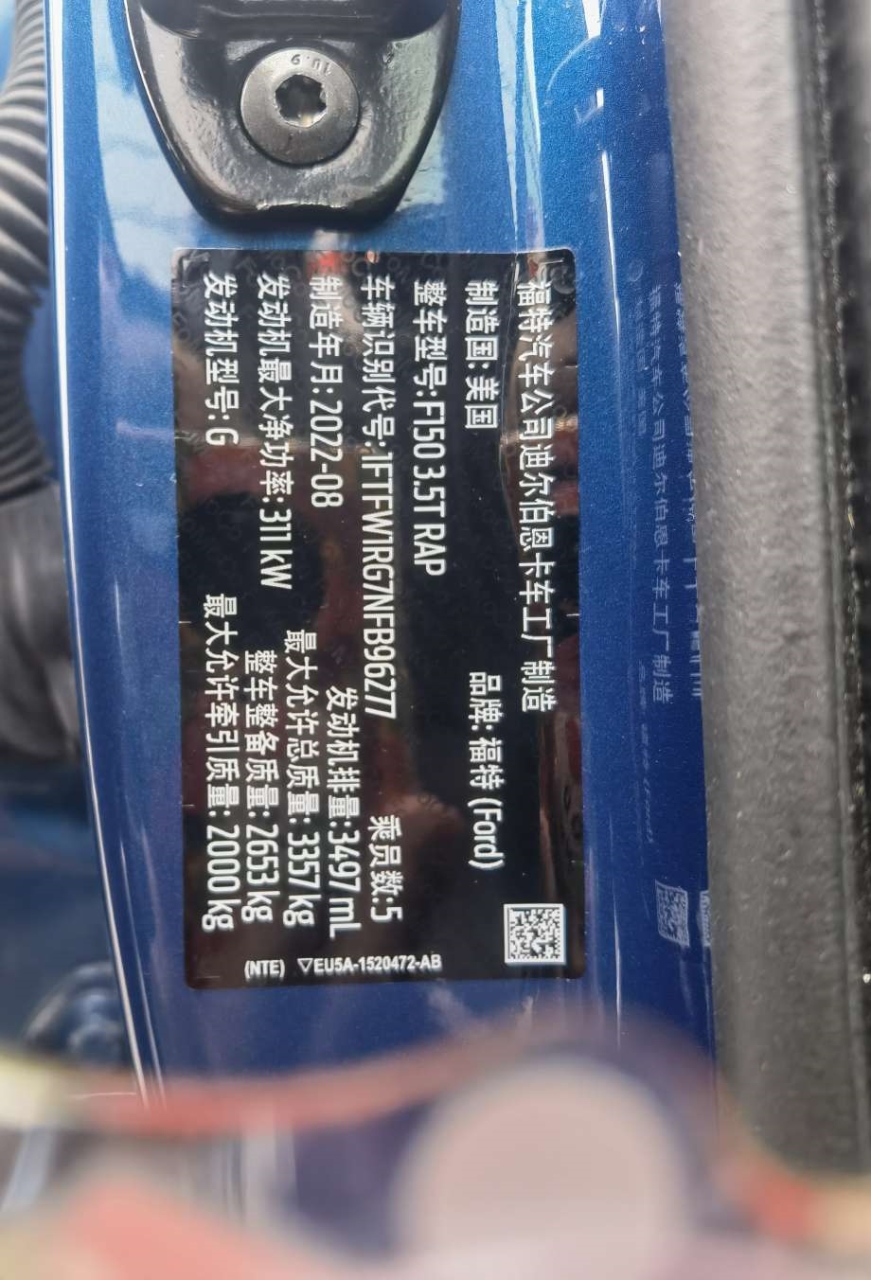 10.9
福特汽车公司迪尔伯恩卡车工厂制造
制造国: 美国 品牌: 福特 (Ford)
整车型号: F150 3.5T RAP
车辆识别代号: 1FTFW1RG7NFB96277 乘员数: 5
制造年月: 2022-08 发动机排量: 3497 mL
发动机最大净功率: 311 kW 最大允许总质量: 3357 kg
整车整备质量: 2653 kg
发动机型号: G 最大允许牵引质量: 2000 kg
(NTE) ▽EU5A-1520472-AB